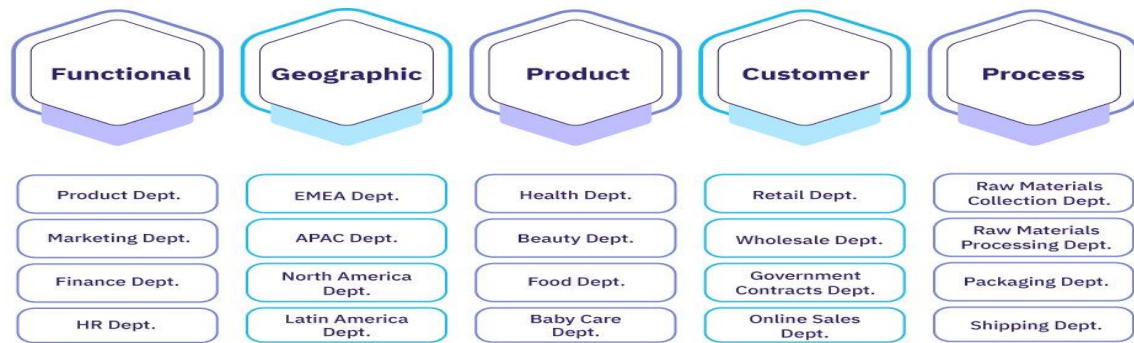 Functional
Geographic
Product
Customer
Process
Product Dept.
Marketing Dept.
Finance Dept.
HR Dept.
EMEA Dept.
APAC Dept.
North America
Dept.
Latin America
Dept.
Health Dept.
Beauty Dept.
Food Dept.
Baby Care
Dept.
Retail Dept.
Wholesale Dept.
Government
Contracts Dept.
Online Sales
Dept.
Raw Materials
Collection Dept.
Raw Materials
Processing Dept.
Packaging Dept.
Shipping Dept.